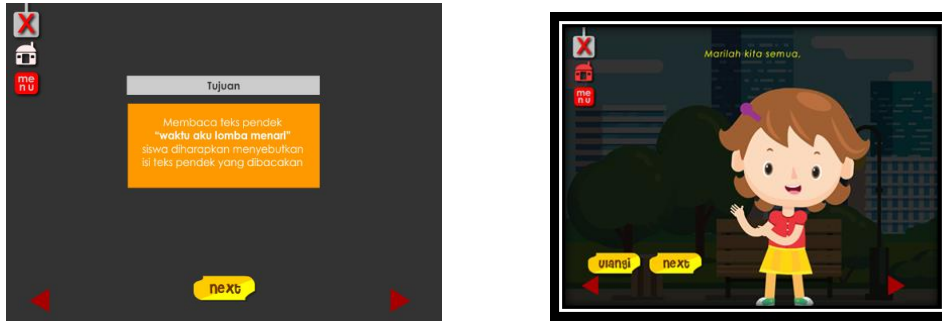 X
me
nu
Tujuan
Membaca teks pendek
"waktu aku lomba menari"
siswa diharapkan menyebutkan
isi teks pendek yang dibacakan
next
X
Marilah kita semua,
me
nu
ulangi
next